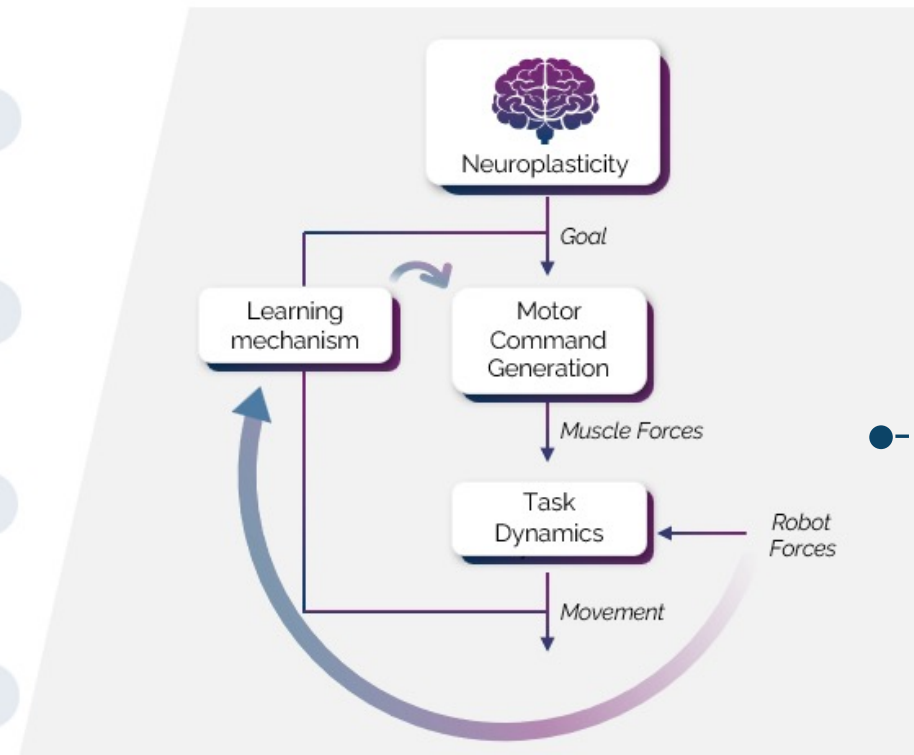 Neuroplasticity
Goal
Learning
mechanism
Motor
Command
Generation
Muscle Forces
Task
Dynamics
Robot
Forces
Movement